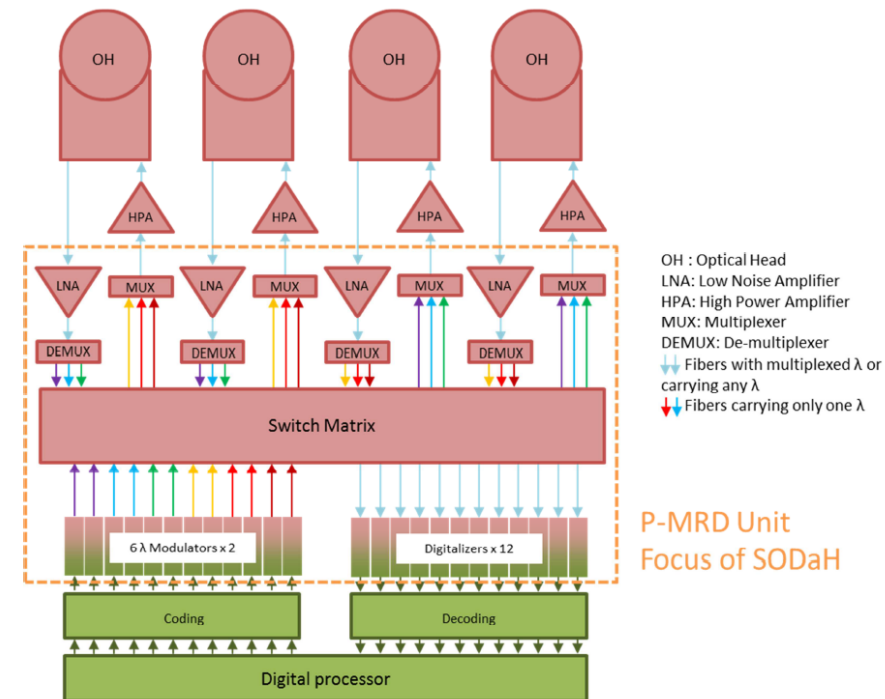 OH
OH
OH
OH
HPA
HPA
HPA
HPA
LNA
MUX
LNA
MUX
LNA
MUX
LNA
MUX
DEMUX
DEMUX
DEMUX
DEMUX
Switch Matrix
6 λ Modulators x 2
Digitalizers x 12
Coding
Decoding
Digital processor
OH : Optical Head
LNA: Low Noise Amplifier
HPA: High Power Amplifier
MUX: Multiplexer
DEMUX: De-multiplexer
Fibers with multiplexed λ or
carrying any λ
Fibers carrying only one λ
P-MRD Unit
Focus of SODaH